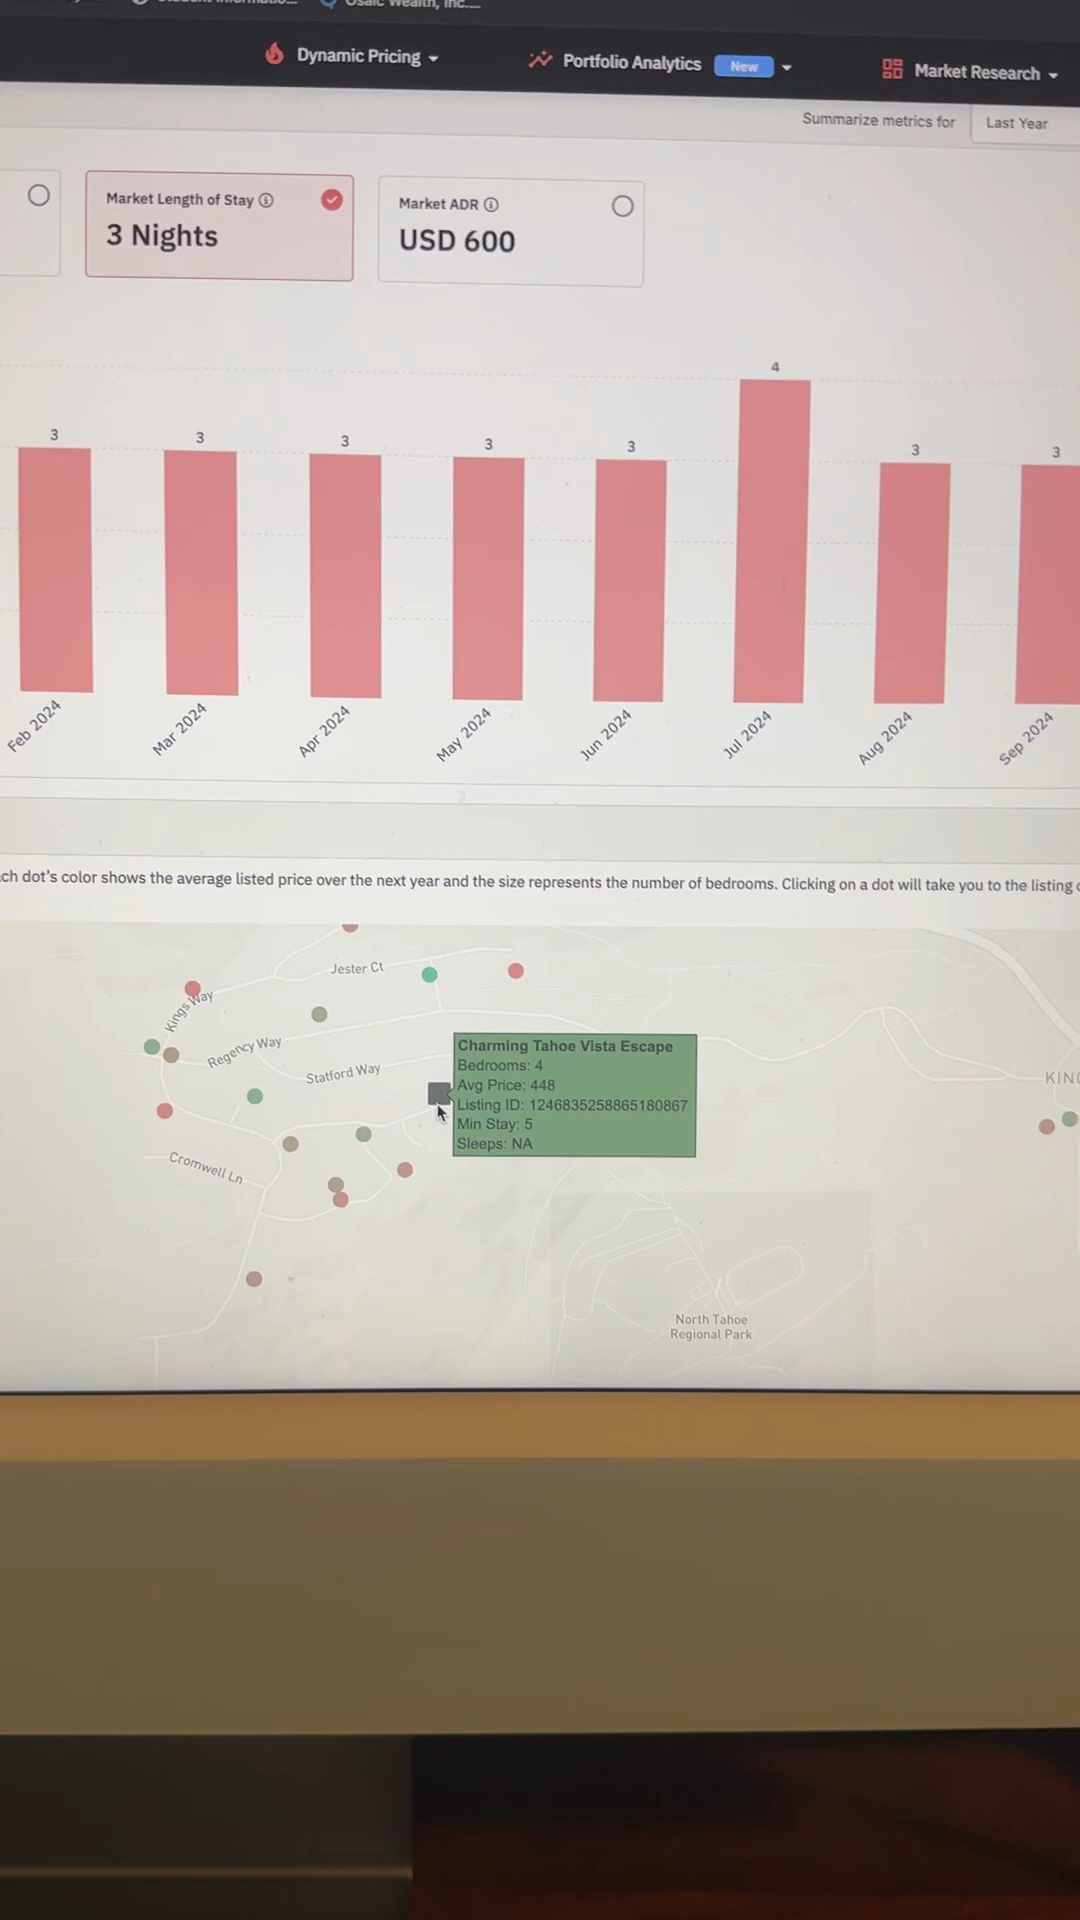 Wealth, Inc....
Dynamic Pricing
Portfolio Analytics New
Market Research
Summarize metrics for Last Year
Market Length of Stay
3 Nights
Market ADR
USD 600
4
3 3 3 3 3 3 3
Feb 2024 Mar 2024 Apr 2024 May 2024 Jun 2024 Jul 2024 Aug 2024 Sep 2024
ch dot's color shows the average listed price over the next year and the size represents the number of bedrooms. Clicking on a dot will take you to the listing
Jester Ct
Kings Way
Regency Way
Statford Way
Charming Tahoe Vista Escape
Bedrooms: 4
Avg Price: 448
Listing ID: 1246835258865180867
Min Stay: 5
Sleeps: NA
KING
Cromwell Ln
North Tahoe
Regional Park